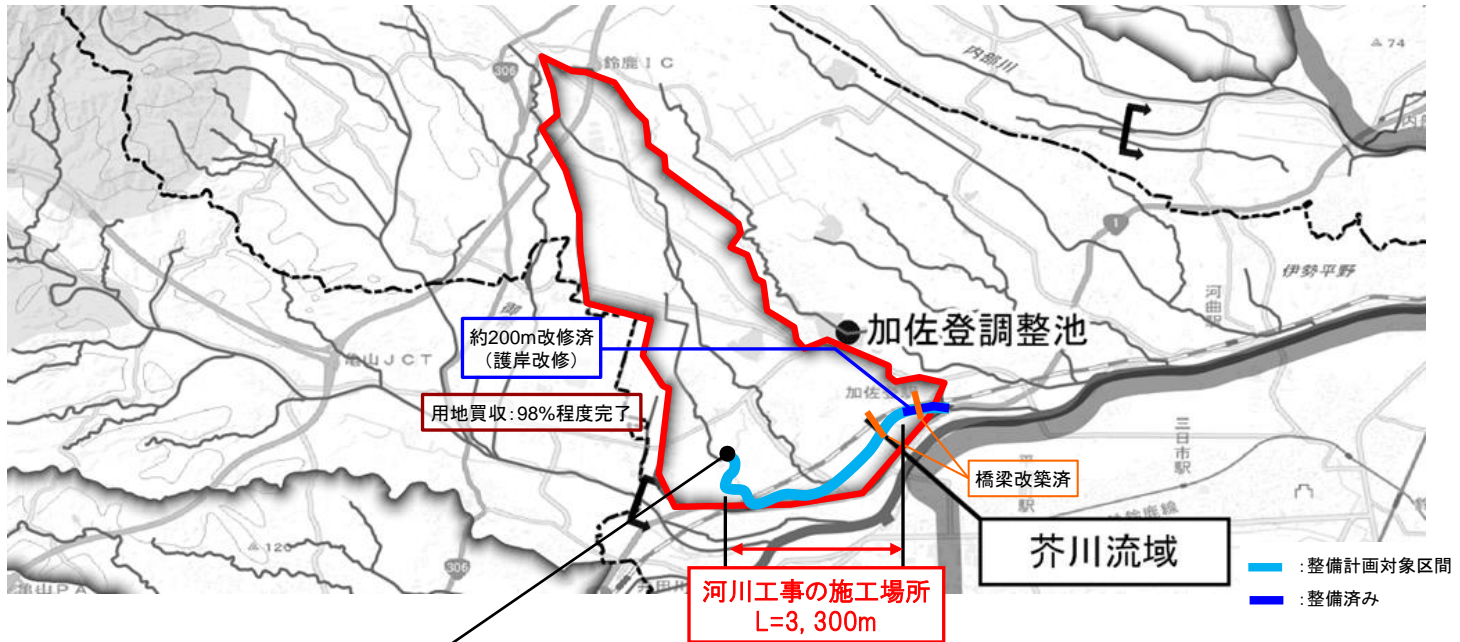 306
鈴鹿IC
内部川
74
1
伊勢平野
河曲駅
加佐登調整池
約200m改修済
（護岸改修）
亀山JCT
加佐登
用地買収：98%程度完了
三日市駅
橋梁改築済
駅
鈴鹿線
芥川流域
306
亀山PA
河川工事の施工場所
L=3,300m
：整備計画対象区間
：整備済み